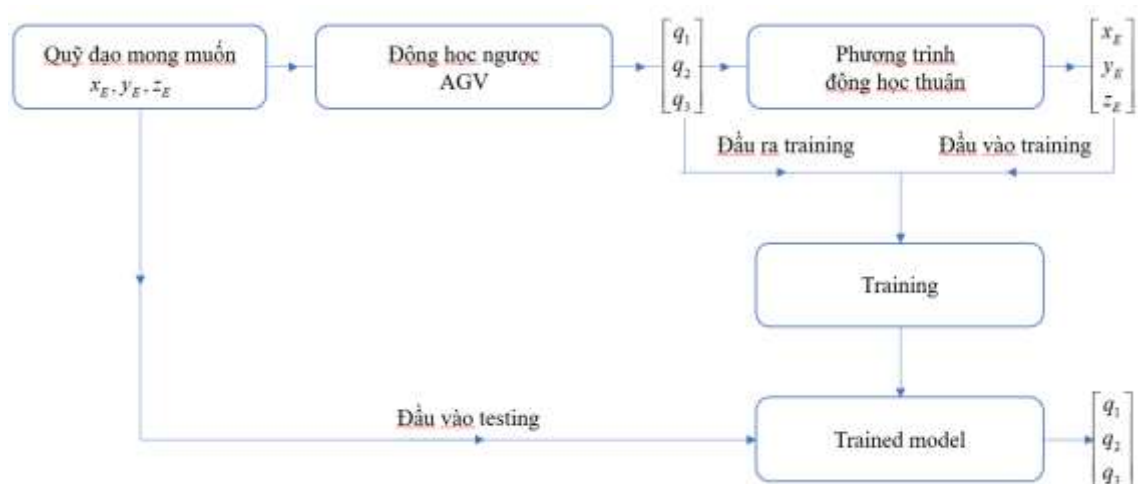 Quỹ đạo mong muốn
x_E, y_E, z_E
Động học ngược
AGV
q_1
q_2
q_3
Phương trình
động học thuận
x_E
y_E
z_E
Đầu ra training
Đầu vào training
Training
Đầu vào testing
Trained model
q_1
q_2
q_3